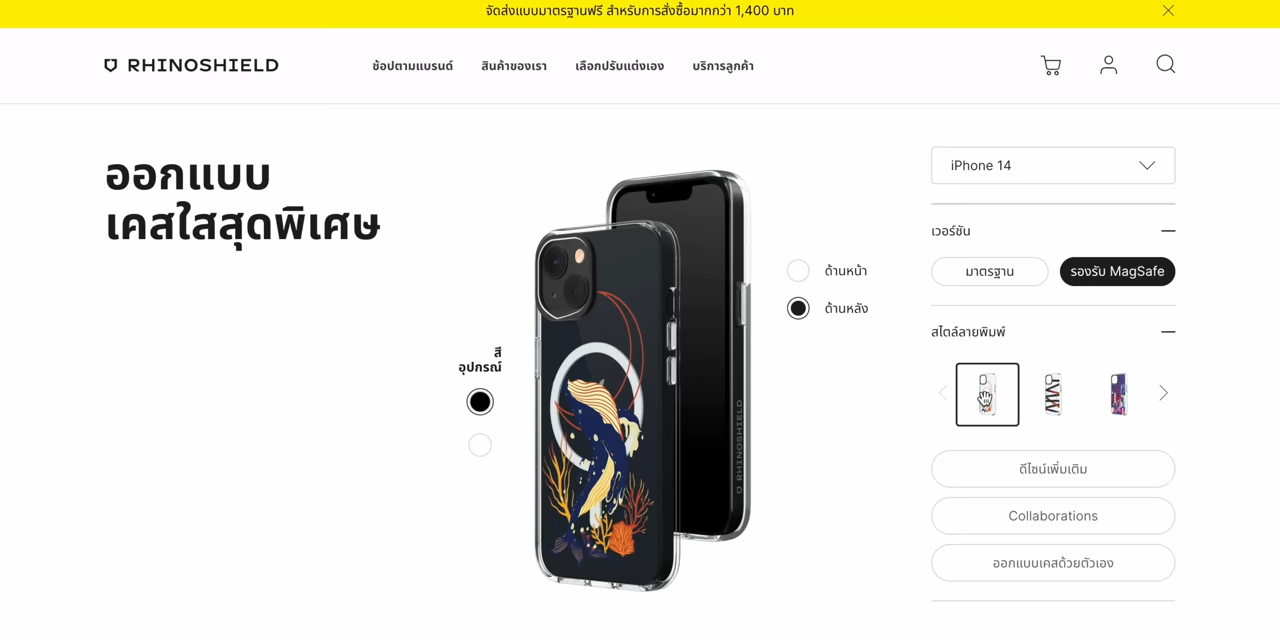 จัดส่งแบบมาตรฐานฟรี สำหรับการสั่งซื้อมากกว่า 1,400 บาท
RHINOSHIELD
ช้อปตามแบรนด์
สินค้าของเรา
เลือกปรับแต่งเอง
บริการลูกค้า
ออกแบบ
เคสใสสุดพิเศษ
สี
อุปกรณ์
RHINOSHIELD
ด้านหน้า
ด้านหลัง
iPhone 14
เวอร์ชัน
มาตรฐาน
รองรับ MagSafe
สไตล์ลายพิมพ์
ดีไซน์เพิ่มเติม
Collaborations
ออกแบบเคสด้วยตัวเอง